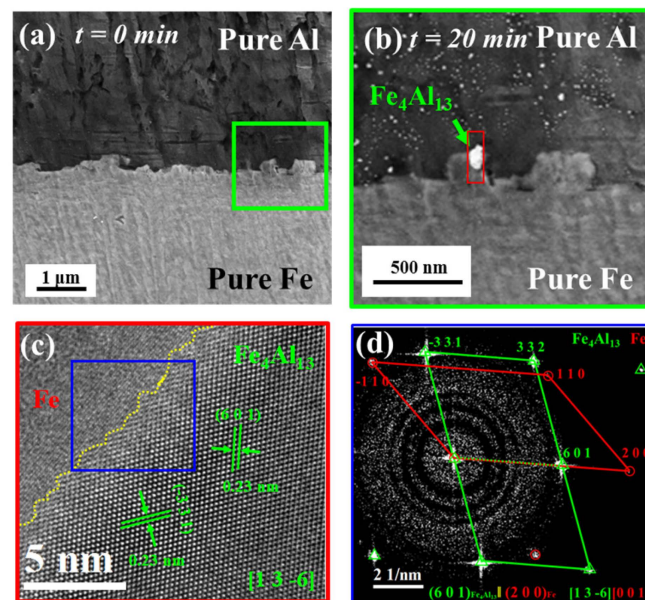 (a) t = 0 min Pure Al
1 μm
Pure Fe
(b) t = 20 min Pure Al
Fe4Al13
500 nm
Pure Fe
(c)
Fe4Al13
Fe
(6 0 1)
0.23 nm
0.23 nm
5 nm
[1 3 -6]
(d)
-3 3 1
3 3 2
Fe4Al13 Fe
-1 1 0
1 1 0
6 0 1
2 0 0
2 1/nm
(6 0 1)Fe4Al13 || (2 0 0)Fe [1 3 -6] [0 0 1]